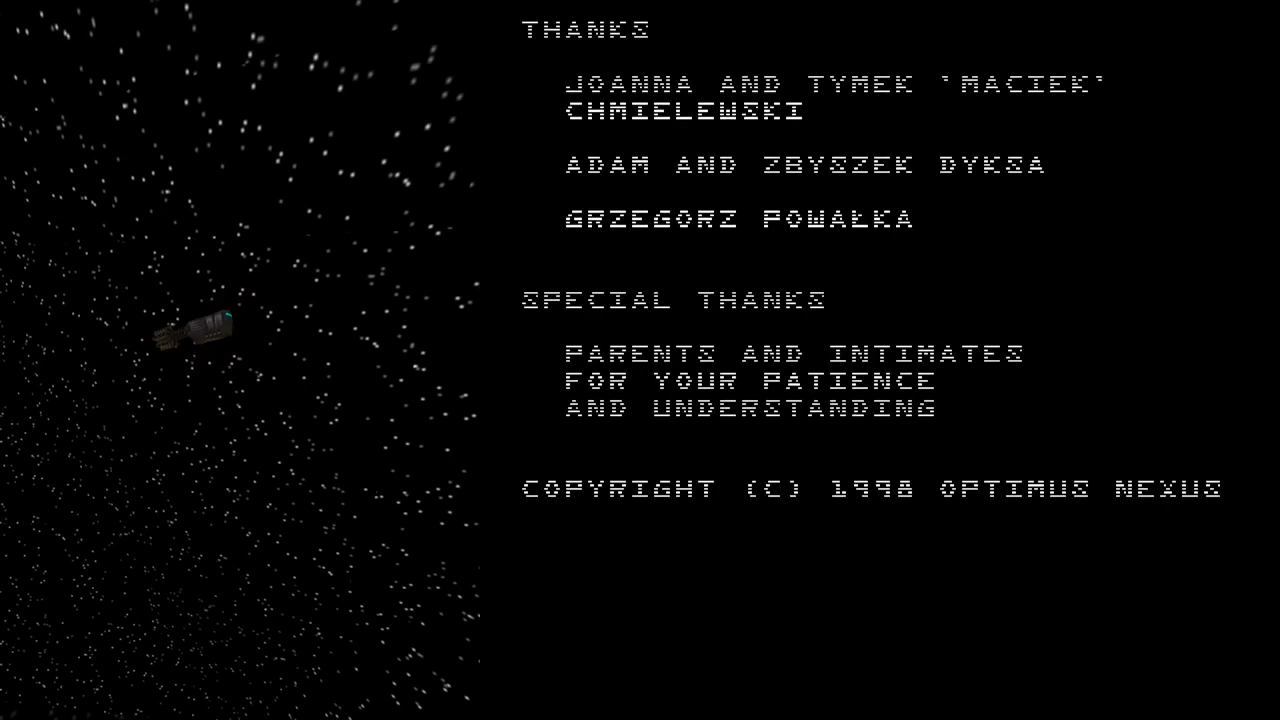 THANKS
JOANNA AND TYMEK 'MACIEK'
CHMIELEWSKI
ADAM AND ZBYSZEK DYKSA
GRZEGORZ POWAŁKA
SPECIAL THANKS
PARENTS AND INTIMATES
FOR YOUR PATIENCE
AND UNDERSTANDING
COPYRIGHT (C) 1998 OPTIMUS NEXUS